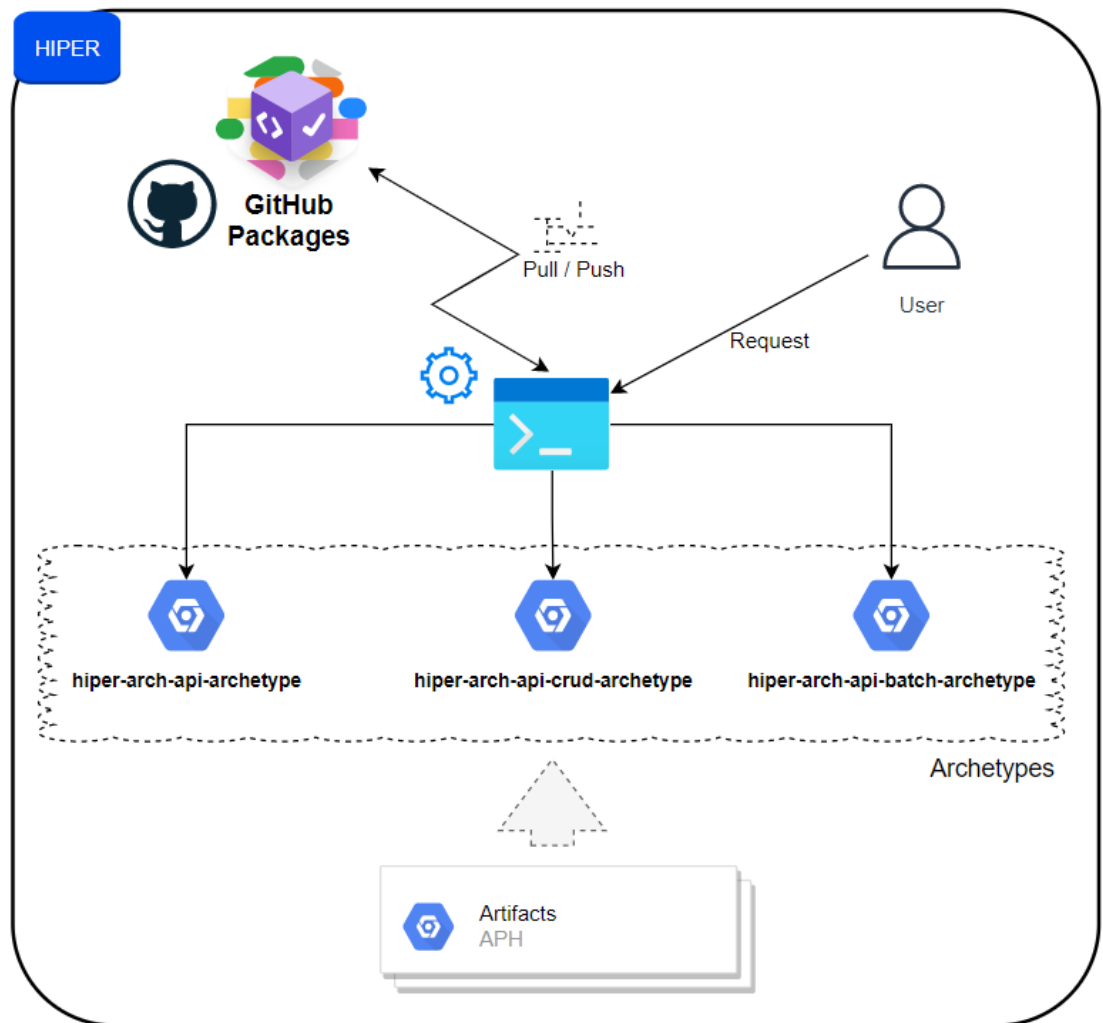 HIPER
GitHub
Packages
Pull / Push
User
Request
hiper-arch-api-archetype
hiper-arch-api-crud-archetype
hiper-arch-api-batch-archetype
Archetypes
Artifacts
APH